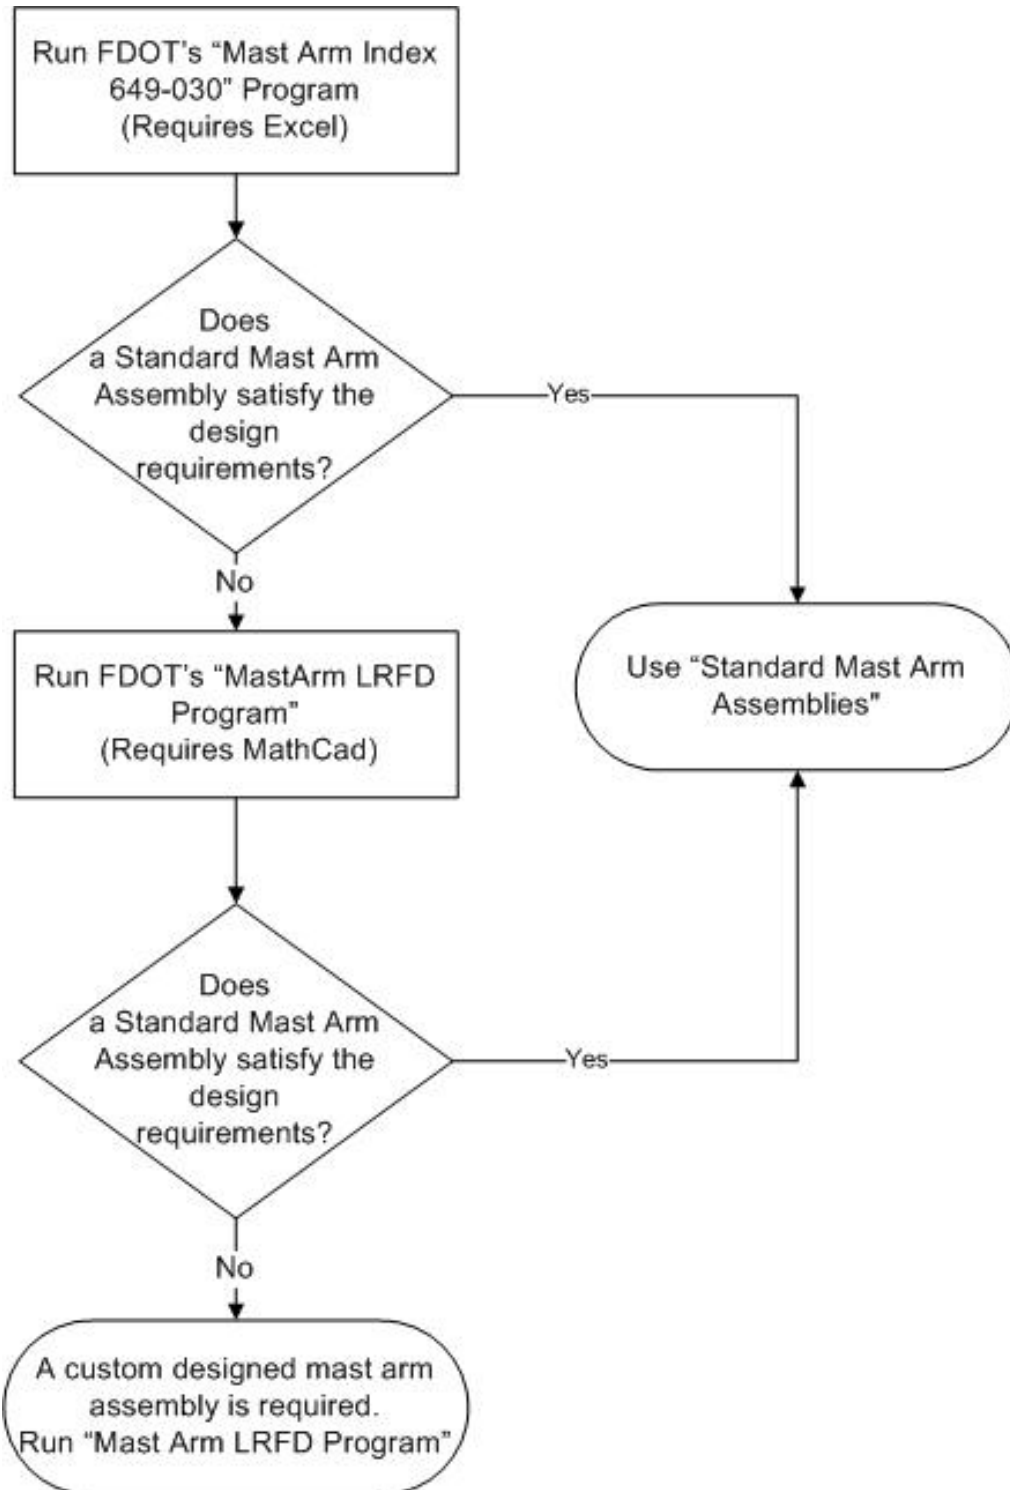 Run FDOT's “Mast Arm Index
649-030” Program
(Requires Excel)
Does
a Standard Mast Arm
Assembly satisfy the
design
requirements?
Yes
No
Use “Standard Mast Arm
Assemblies”
Run FDOT's “MastArm LRFD
Program”
(Requires MathCad)
Does
a Standard Mast Arm
Assembly satisfy the
design
requirements?
Yes
No
A custom designed mast arm
assembly is required.
Run “Mast Arm LRFD Program”